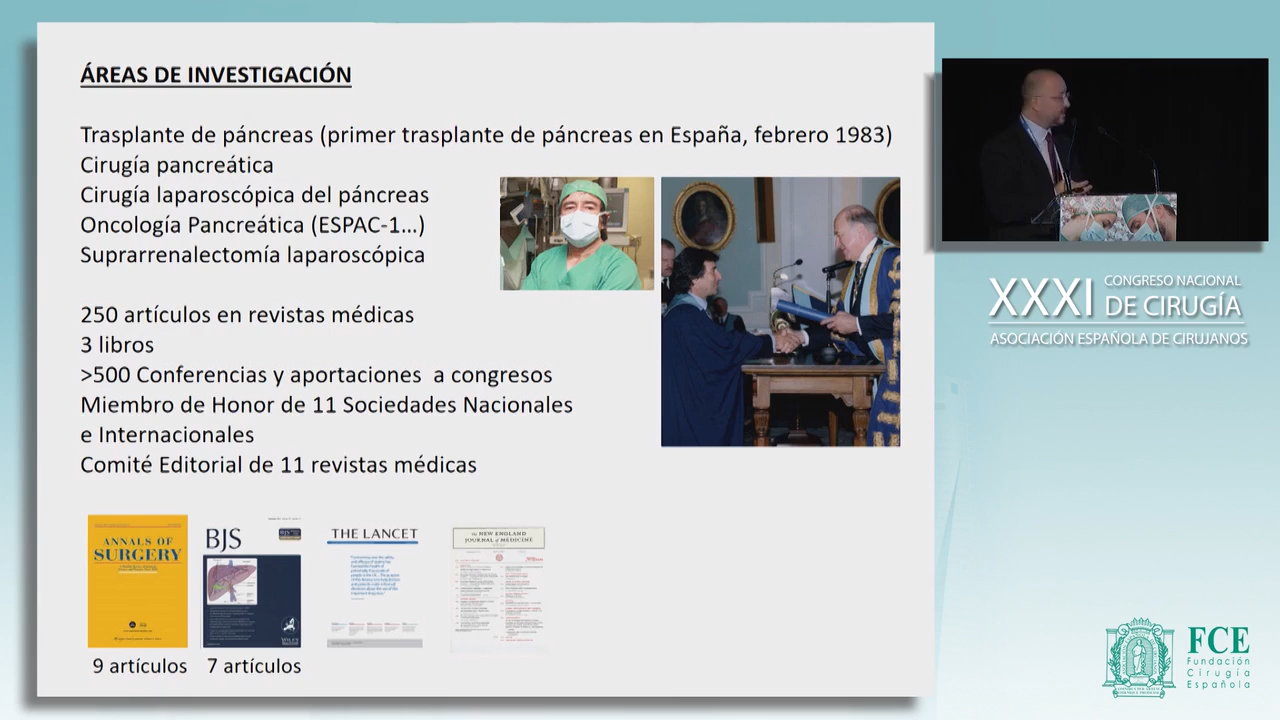 ÁREAS DE INVESTIGACIÓN
Trasplante de páncreas (primer trasplante de páncreas en España, febrero 1983)
Cirugía pancreática
Cirugía laparoscópica del páncreas
Oncología Pancreática (ESPAC-1...)
Suprarrenalectomía laparoscópica
250 artículos en revistas médicas
3 libros
>500 Conferencias y aportaciones a congresos
Miembro de Honor de 11 Sociedades Nacionales
e Internacionales
Comité Editorial de 11 revistas médicas
ANNALS OF
SURGERY
BJS
THE LANCET
The NEW ENGLAND
JOURNAL of MEDICINE
9 artículos
7 artículos
XXXI
CONGRESO NACIONAL
DE CIRUGÍA
ASOCIACIÓN ESPAÑOLA DE CIRUJANOS
FCE
Fundación
Cirugía
Española